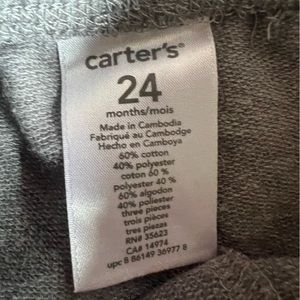 carter's®
24
months/mois
Made in Cambodia
Fabriqué au Cambodge
Hecho en Camboya
60% cotton
40% polyester
coton 60 %
polyester 40 %
60% algodon
40% poliester
three pieces
trois pièces
tres piezas
RN# 35623
CA# 14974
upc 8 86149 36977 8